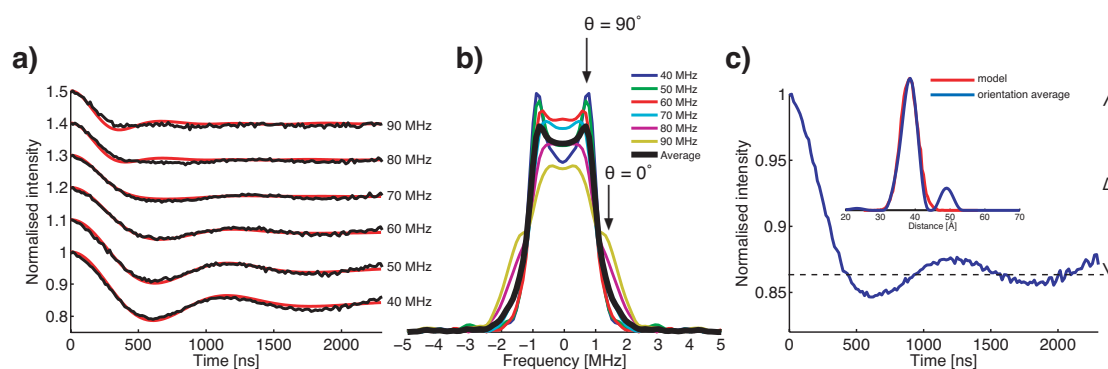 a)
Normalised intensity
1.5
1.4
1.3
1.2
1.1
1
0.9
0.8
90 MHz
80 MHz
70 MHz
60 MHz
50 MHz
40 MHz
0 500 1000 1500 2000
Time [ns]
b)
θ = 90°
θ = 0°
40 MHz
50 MHz
60 MHz
70 MHz
80 MHz
90 MHz
Average
−5 −4 −3 −2 −1 0 1 2 3 4 5
Frequency [MHz]
c)
Normalised intensity
1
0.95
0.9
0.85
model
orientation average
20 30 40 50 60 70
Distance [Å]
0 500 1000 1500 2000
Time [ns]